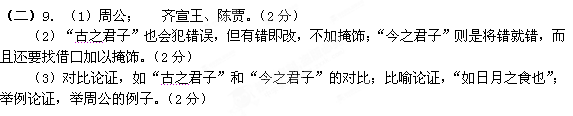 (二)9.(1)周公;  齐宣王、陈贾。(2分)
(2)“古之君子”也会犯错误,但有错即改,不加掩饰;“今之君子”则是将错就错,而
且还要找借口加以掩饰。(2分)
(3)对比论证,如“古之君子”和“今之君子”的对比;比喻论证,“如日月之食也”;
举例论证,举周公的例子。(2分)